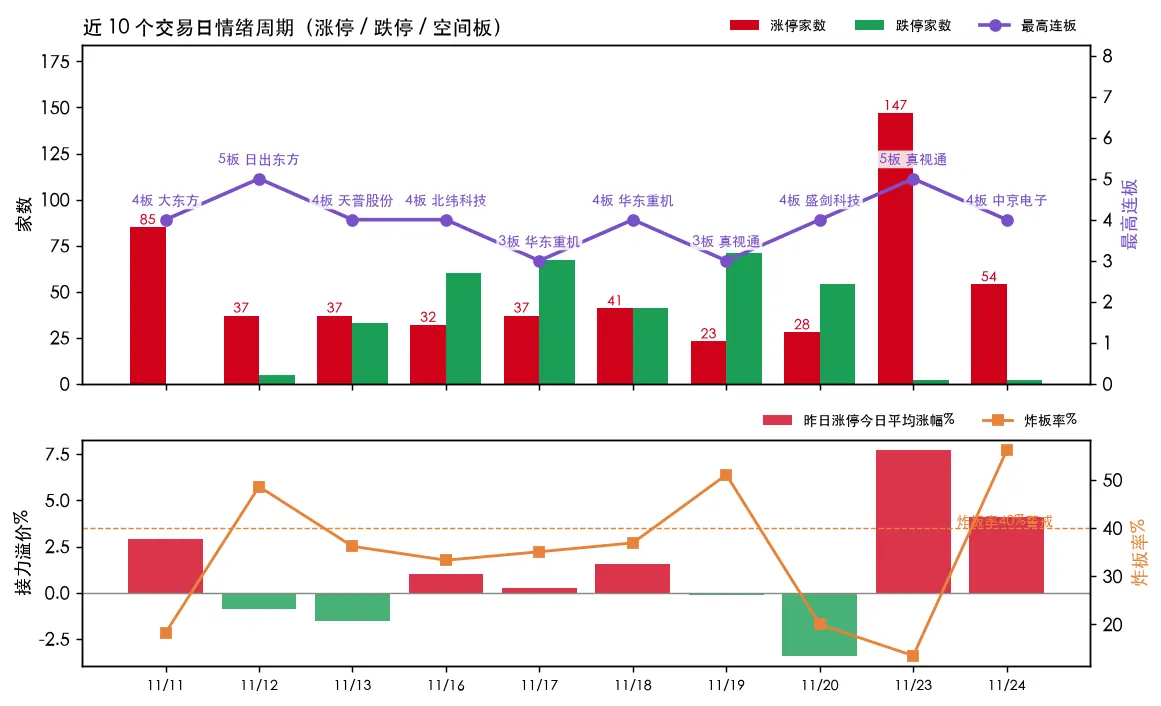 近 10 个交易日情绪周期（涨停 / 跌停 / 空间板）
涨停家数 跌停家数 最高连板
175
150
125
100
75
50
25
0
家数
8
7
6
5
4
3
2
1
0
最高连板
4板 大东方
5板 日出东方
4板 天普股份
4板 北纬科技
3板 华东重机
4板 华东重机
3板 真视通
4板 盛剑科技
5板 真视通
4板 中京电子
85
37
37
32
37
41
23
28
147
54
昨日涨停今日平均涨幅% 炸板率%
7.5
5.0
2.5
0.0
-2.5
接力溢价%
50
40
30
20
炸板率%
炸板率40%警戒
11/11 11/12 11/13 11/16 11/17 11/18 11/19 11/20 11/23 11/24